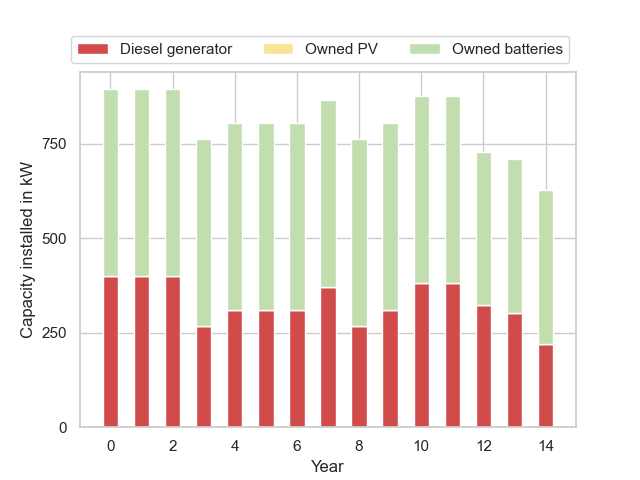 Diesel generator Owned PV Owned batteries
Capacity installed in kW
750
500
250
0
0 2 4 6 8 10 12 14
Year